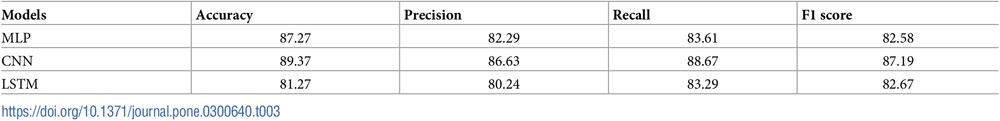 Models Accuracy Precision Recall F1 score
MLP 87.27 82.29 83.61 82.58
CNN 89.37 86.63 88.67 87.19
LSTM 81.27 80.24 83.29 82.67
https://doi.org/10.1371/journal.pone.0300640.t003